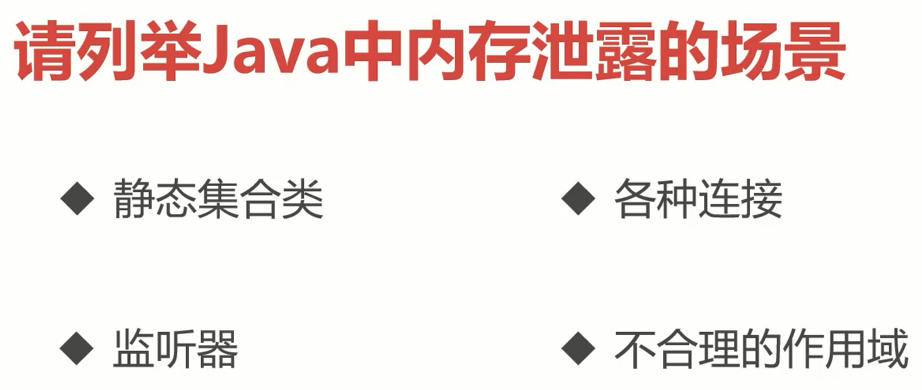 请列举Java中内存泄露的场景
◆ 静态集合类
◆ 各种连接
◆ 监听器
◆ 不合理的作用域